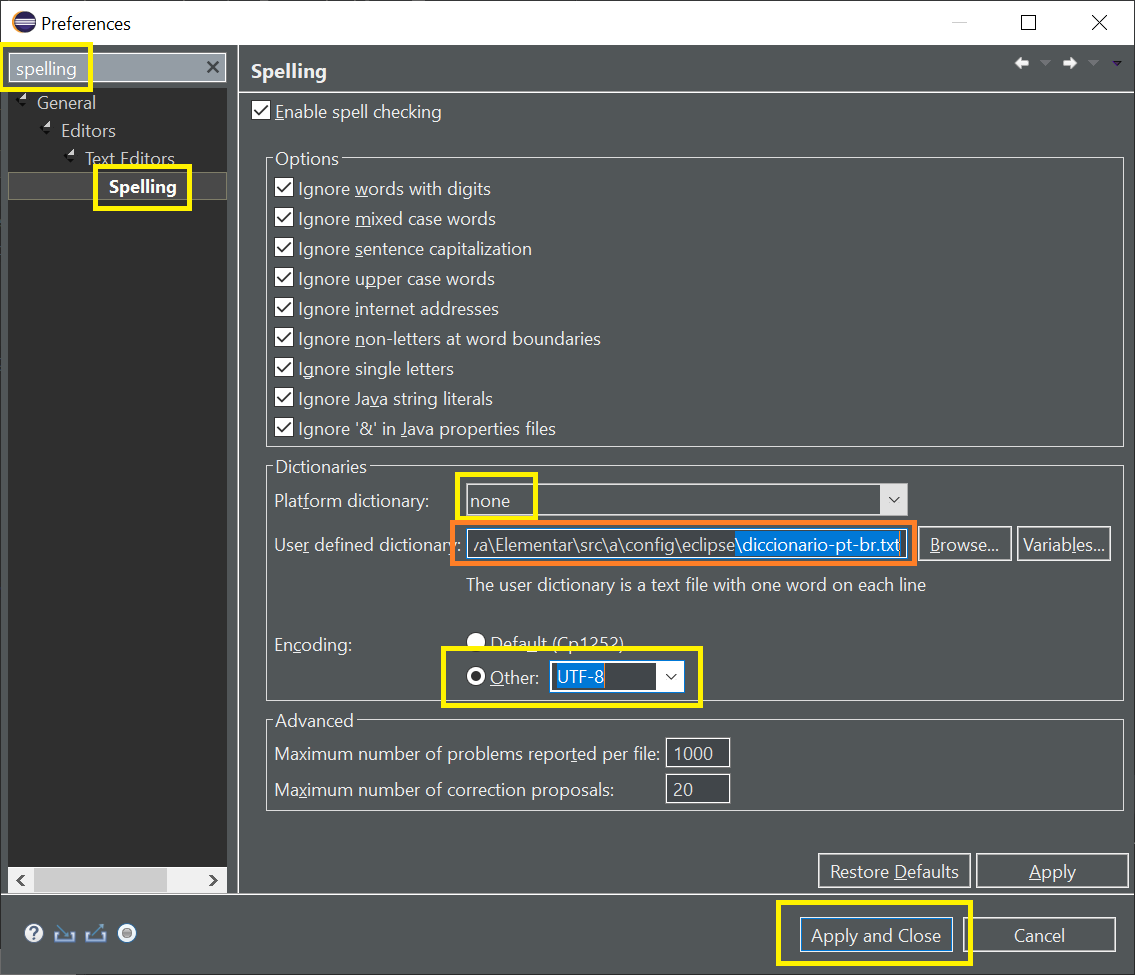 Preferences
spelling
General
Editors
Text Editors
Spelling
Spelling
Enable spell checking
Options
Ignore words with digits
Ignore mixed case words
Ignore sentence capitalization
Ignore upper case words
Ignore internet addresses
Ignore non-letters at word boundaries
Ignore single letters
Ignore Java string literals
Ignore '&' in Java properties files
Dictionaries
Platform dictionary: none
User defined dictionary: va\Elementar\src\a\config\eclipse\diccionario-pt-br.txt Browse... Variables...
The user dictionary is a text file with one word on each line
Encoding: Default (Cp1252)
Other: UTF-8
Advanced
Maximum number of problems reported per file: 1000
Maximum number of correction proposals: 20
Restore Defaults Apply
Apply and Close Cancel